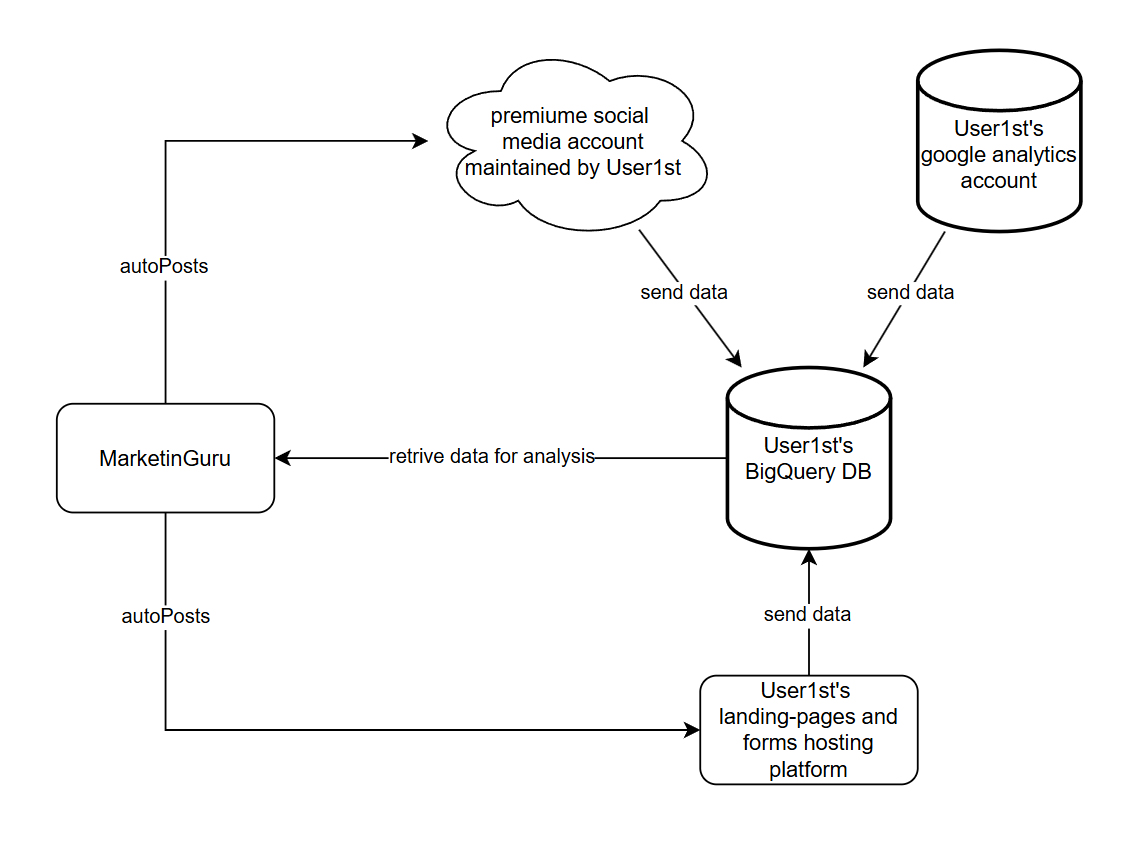 premiume social
media account
maintained by User1st
User1st's
google analytics
account
autoPosts
send data
send data
MarketinGuru
retrive data for analysis
User1st's
BigQuery DB
autoPosts
send data
User1st's
landing-pages and
forms hosting
platform